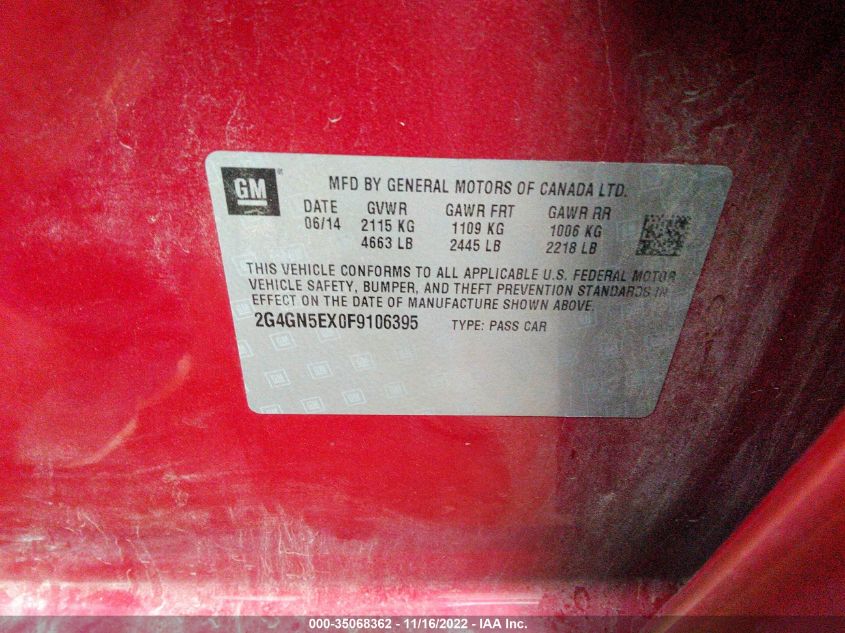 GM
MFD BY GENERAL MOTORS OF CANADA LTD.
DATE GVWR GAWR FRT GAWR RR
06/14 2115 KG 1109 KG 1006 KG
4663 LB 2445 LB 2218 LB
THIS VEHICLE CONFORMS TO ALL APPLICABLE U.S. FEDERAL MOTOR
VEHICLE SAFETY, BUMPER, AND THEFT PREVENTION STANDARDS IN
EFFECT ON THE DATE OF MANUFACTURE SHOWN ABOVE.
2G4GN5EX0F9106395 TYPE: PASS CAR
000-35068362 - 11/16/2022 - IAA Inc.